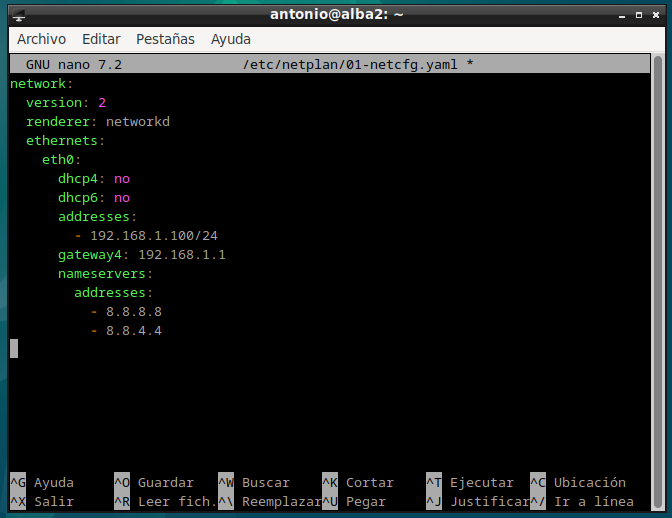 antonio@alba2: ~
Archivo Editar Pestañas Ayuda
GNU nano 7.2 /etc/netplan/01-netcfg.yaml *
network:
  version: 2
  renderer: networkd
  ethernets:
    eth0:
      dhcp4: no
      dhcp6: no
      addresses:
        - 192.168.1.100/24
      gateway4: 192.168.1.1
      nameservers:
        addresses:
          - 8.8.8.8
          - 8.8.4.4
^G Ayuda ^O Guardar ^W Buscar ^K Cortar ^T Ejecutar ^C Ubicación
^X Salir ^R Leer fich. ^\ Reemplazar ^U Pegar ^J Justificar ^/ Ir a línea